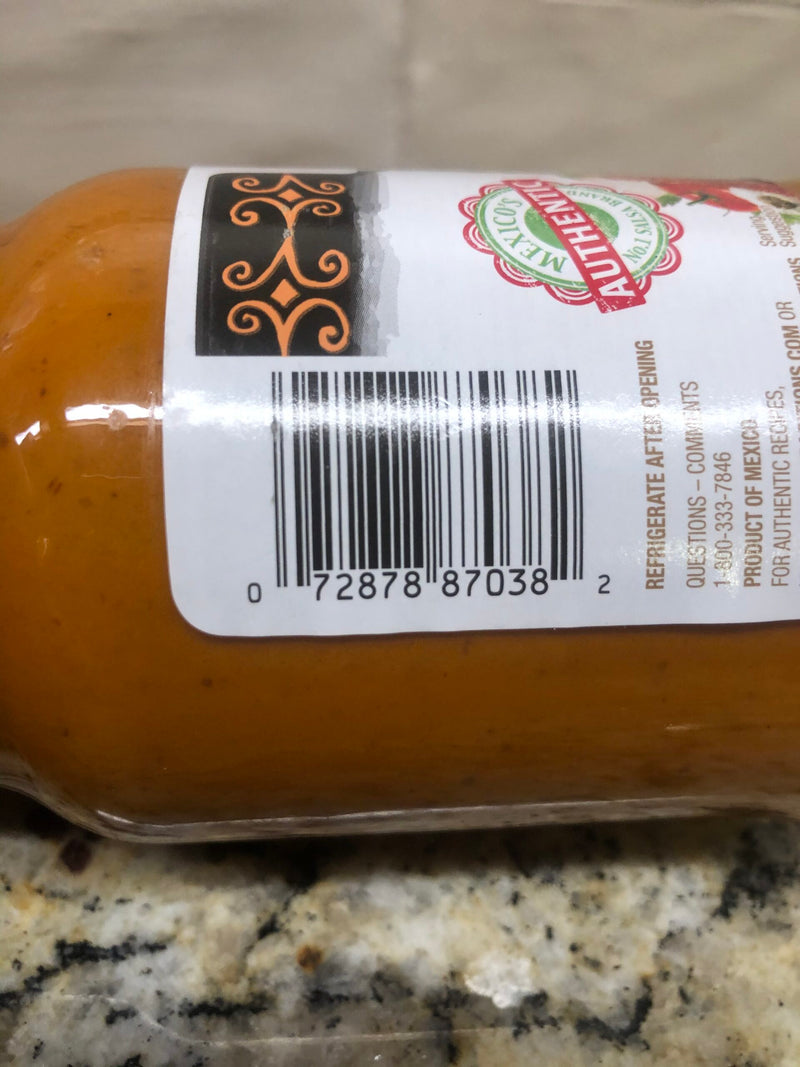 MEXICO'S
AUTHENTIC
NO.1 SALSA BRAND
REFRIGERATE AFTER OPENING
QUESTIONS – COMMENTS
1-800-333-7846
PRODUCT OF MEXICO
FOR AUTHENTIC RECIPES,
0 72878 87038 2